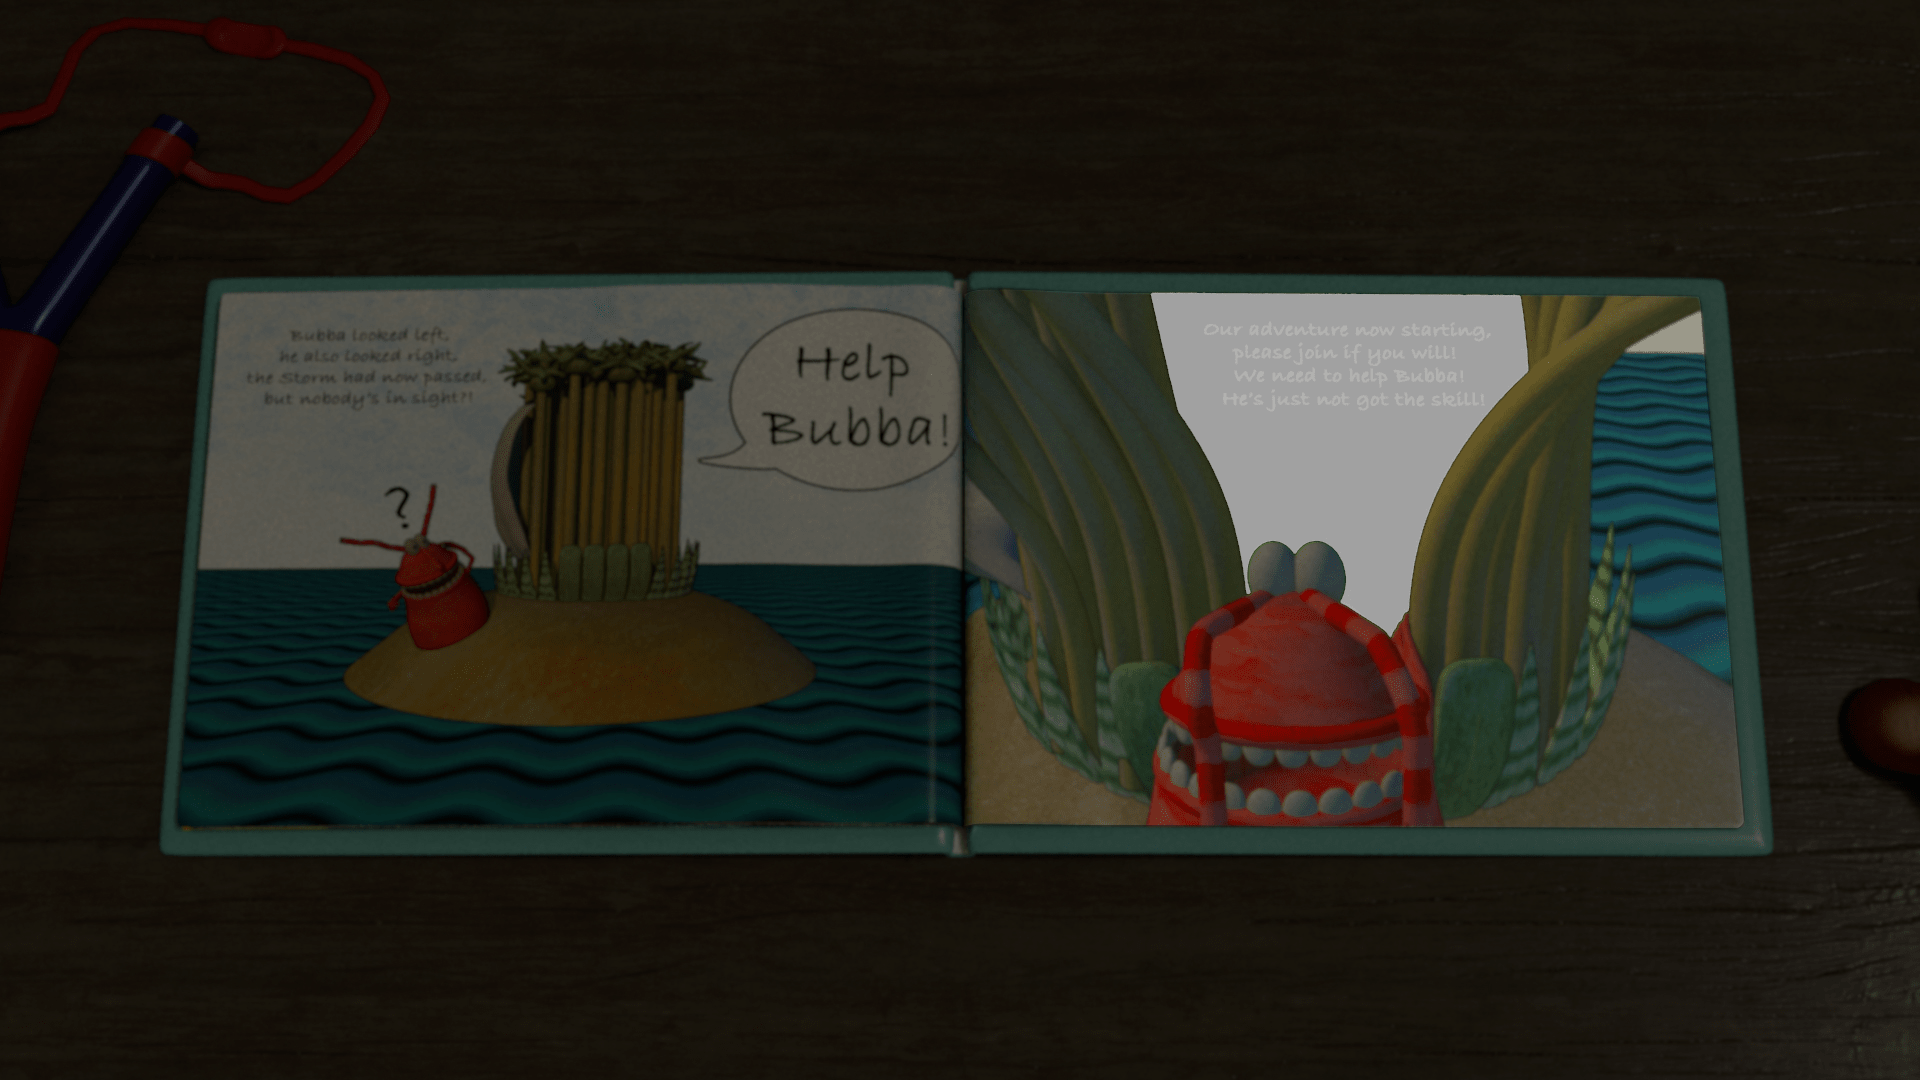 Bubba looked left,
he also looked right,
the Storm had now passed,
but nobody's in sight?!
?
Help
Bubba!
Our adventure now starting,
please join if you will!
We need to help Bubba!
He's just not got the skill!